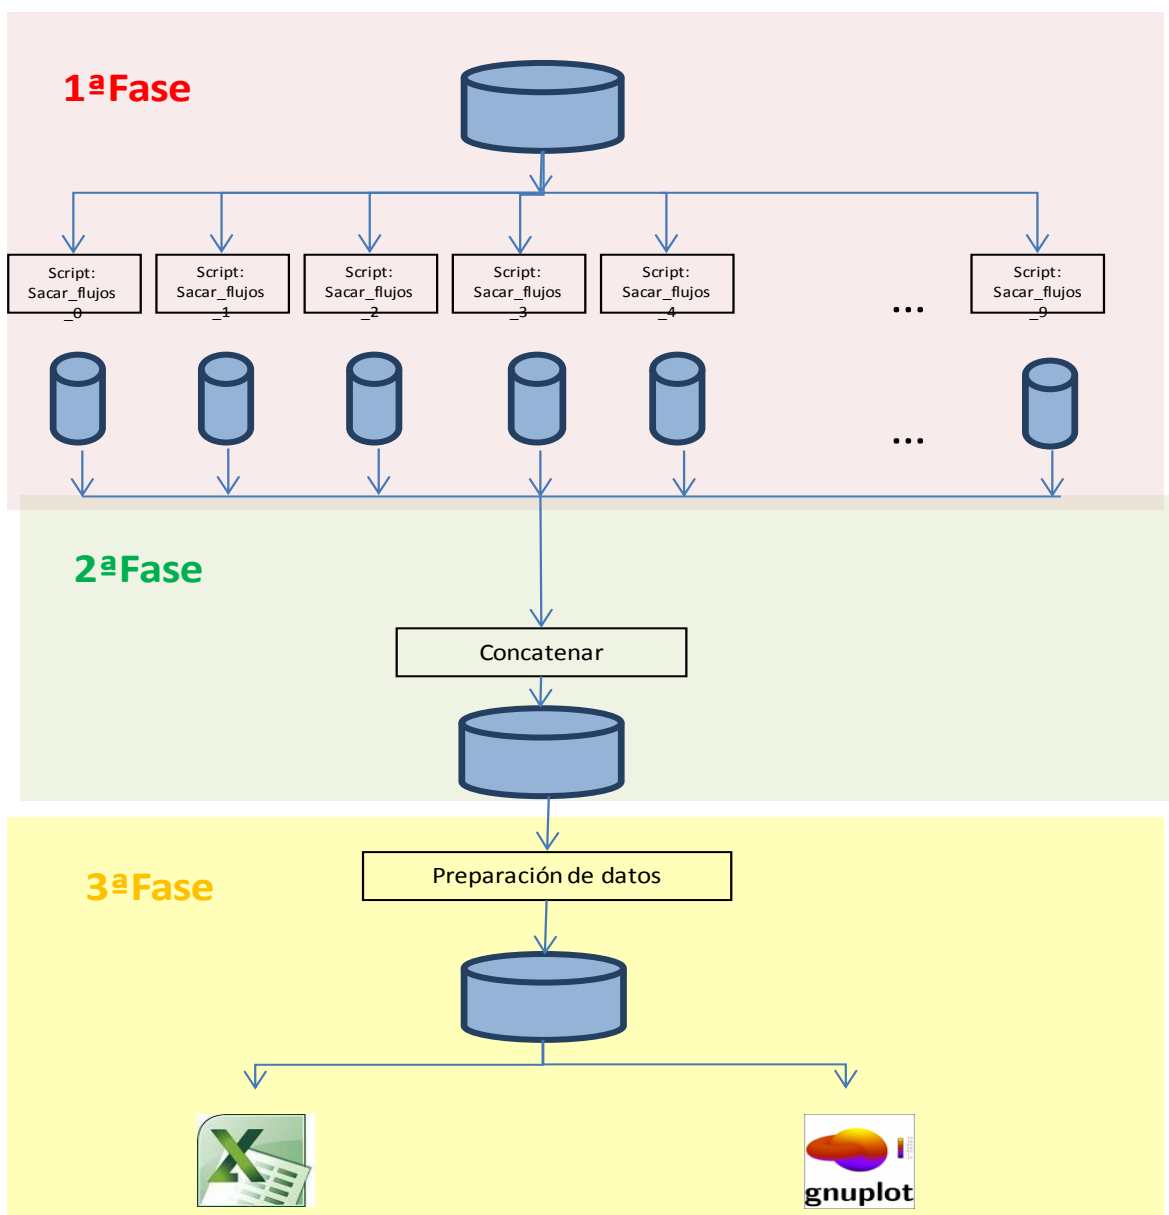 1ªFase
Script:
Sacar_flujos
_0
Script:
Sacar_flujos
_1
Script:
Sacar_flujos
_2
Script:
Sacar_flujos
_3
Script:
Sacar_flujos
_4
...
Script:
Sacar_flujos
_9
...
2ªFase
Concatenar
3ªFase
Preparación de datos
gnuplot